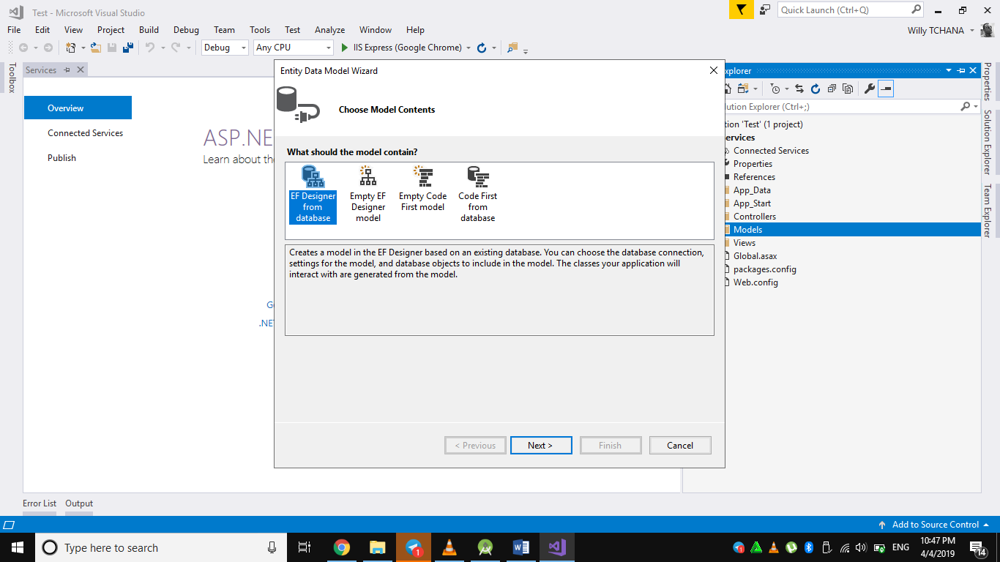 Test - Microsoft Visual Studio
Quick Launch (Ctrl+Q)
File Edit View Project Build Debug Team Tools Test Analyze Window Help
Willy TCHANA
Debug Any CPU IIS Express (Google Chrome)
Toolbox
Services
Overview
Connected Services
Publish
ASP.NE
Learn about th
G
.NET
Entity Data Model Wizard
Choose Model Contents
What should the model contain?
EF Designer from database
Empty EF Designer model
Empty Code First model
Code First from database
Creates a model in the EF Designer based on an existing database. You can choose the database connection,
settings for the model, and database objects to include in the model. The classes your application will
interact with are generated from the model.
< Previous Next > Finish Cancel
xplorer
lution Explorer (Ctrl+;)
tion 'Test' (1 project)
ervices
Connected Services
Properties
References
App_Data
App_Start
Controllers
Models
Views
Global.asax
packages.config
Web.config
Properties
Solution Explorer
Team Explorer
Error List Output
Add to Source Control
Type here to search
1
1
ENG
10:47 PM
4/4/2019
14